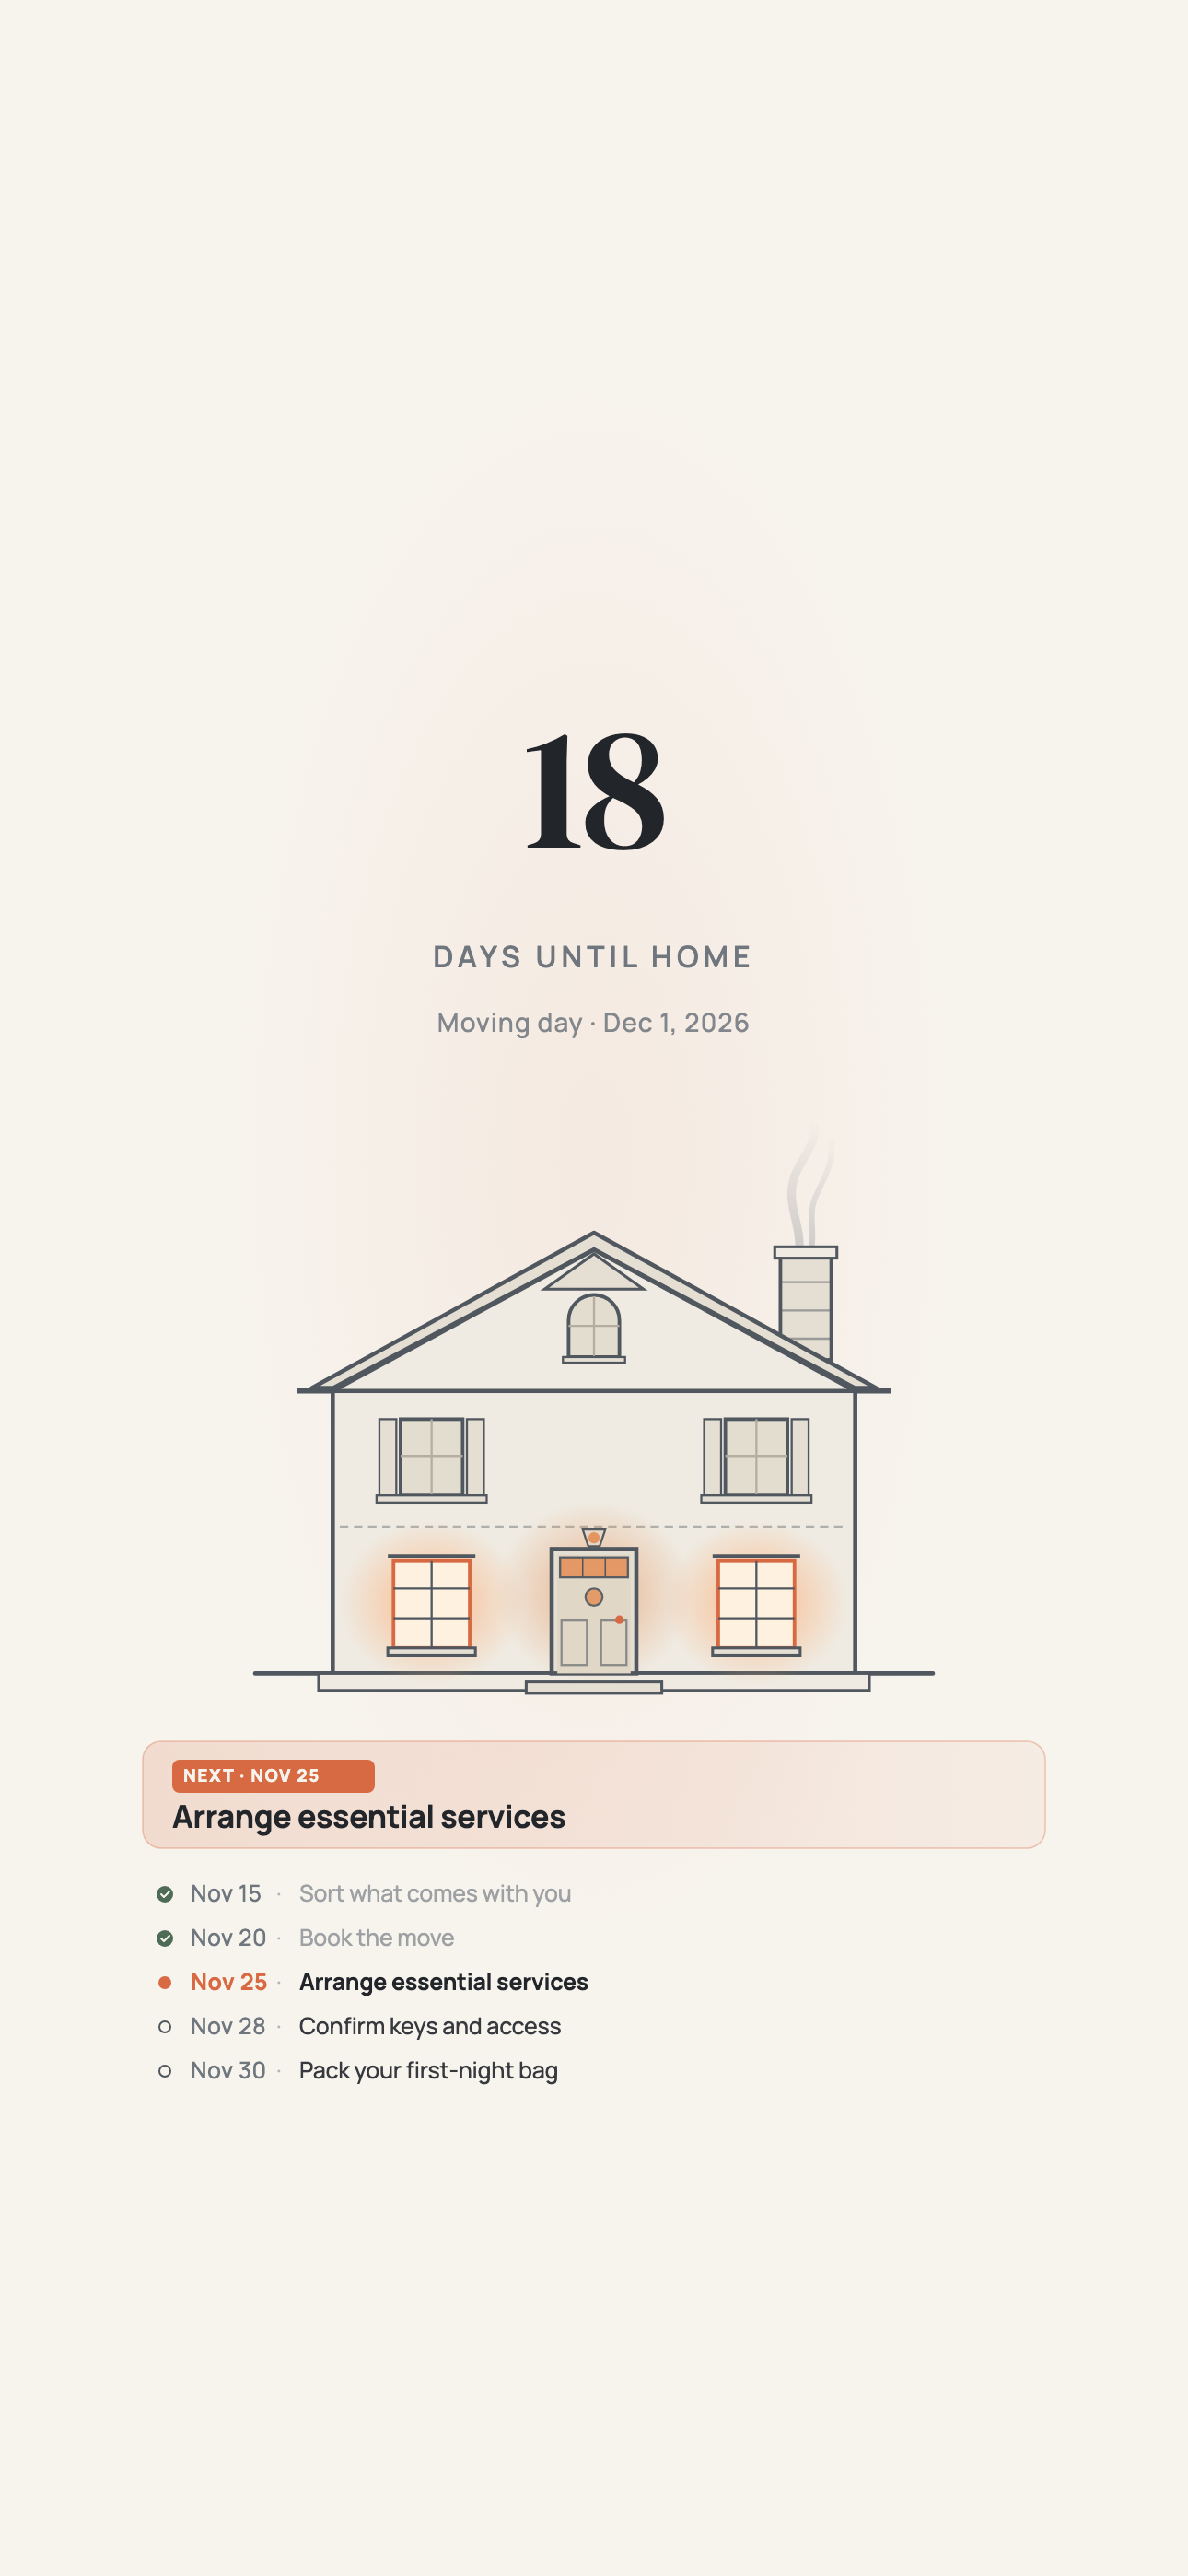 18
DAYS UNTIL HOME
Moving day · Dec 1, 2026
NEXT · NOV 25
Arrange essential services
Nov 15 · Sort what comes with you
Nov 20 · Book the move
Nov 25 · Arrange essential services
Nov 28 · Confirm keys and access
Nov 30 · Pack your first-night bag